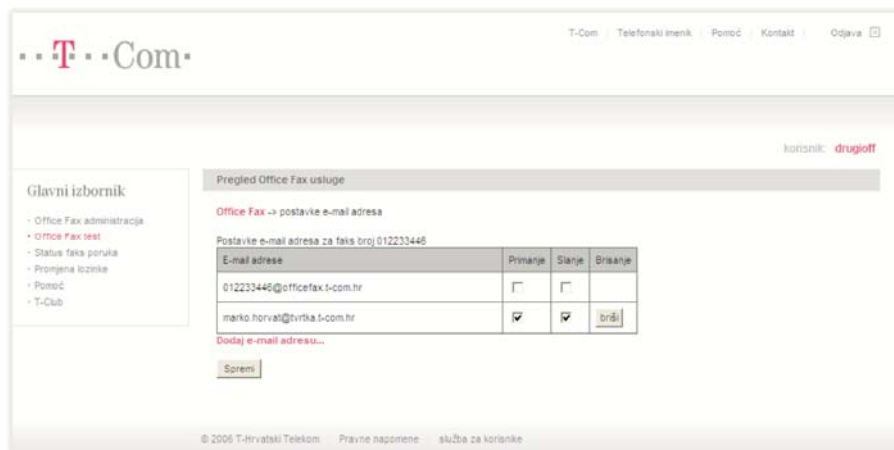 T-Com Telefonski imenik Pomoć Kontakt Odjava
T Com
korisnik: drugioff
Glavni izbornik
Office Fax administracija
Office Fax test
Status faks poruka
Promjena lozinke
Pomoć
T-Club
Pregled Office Fax usluge
Office Fax -> postavke e-mail adresa
Postavke e-mail adresa za faks broj 012233446
E-mail adrese Primanje Slanje Brisanje
012233446@officefax.t-com.hr
marko.horvat@tvrtka.t-com.hr briši
Dodaj e-mail adresu...
Spremi
© 2006 T-Hrvatski Telekom Pravne napomene služba za korisnike